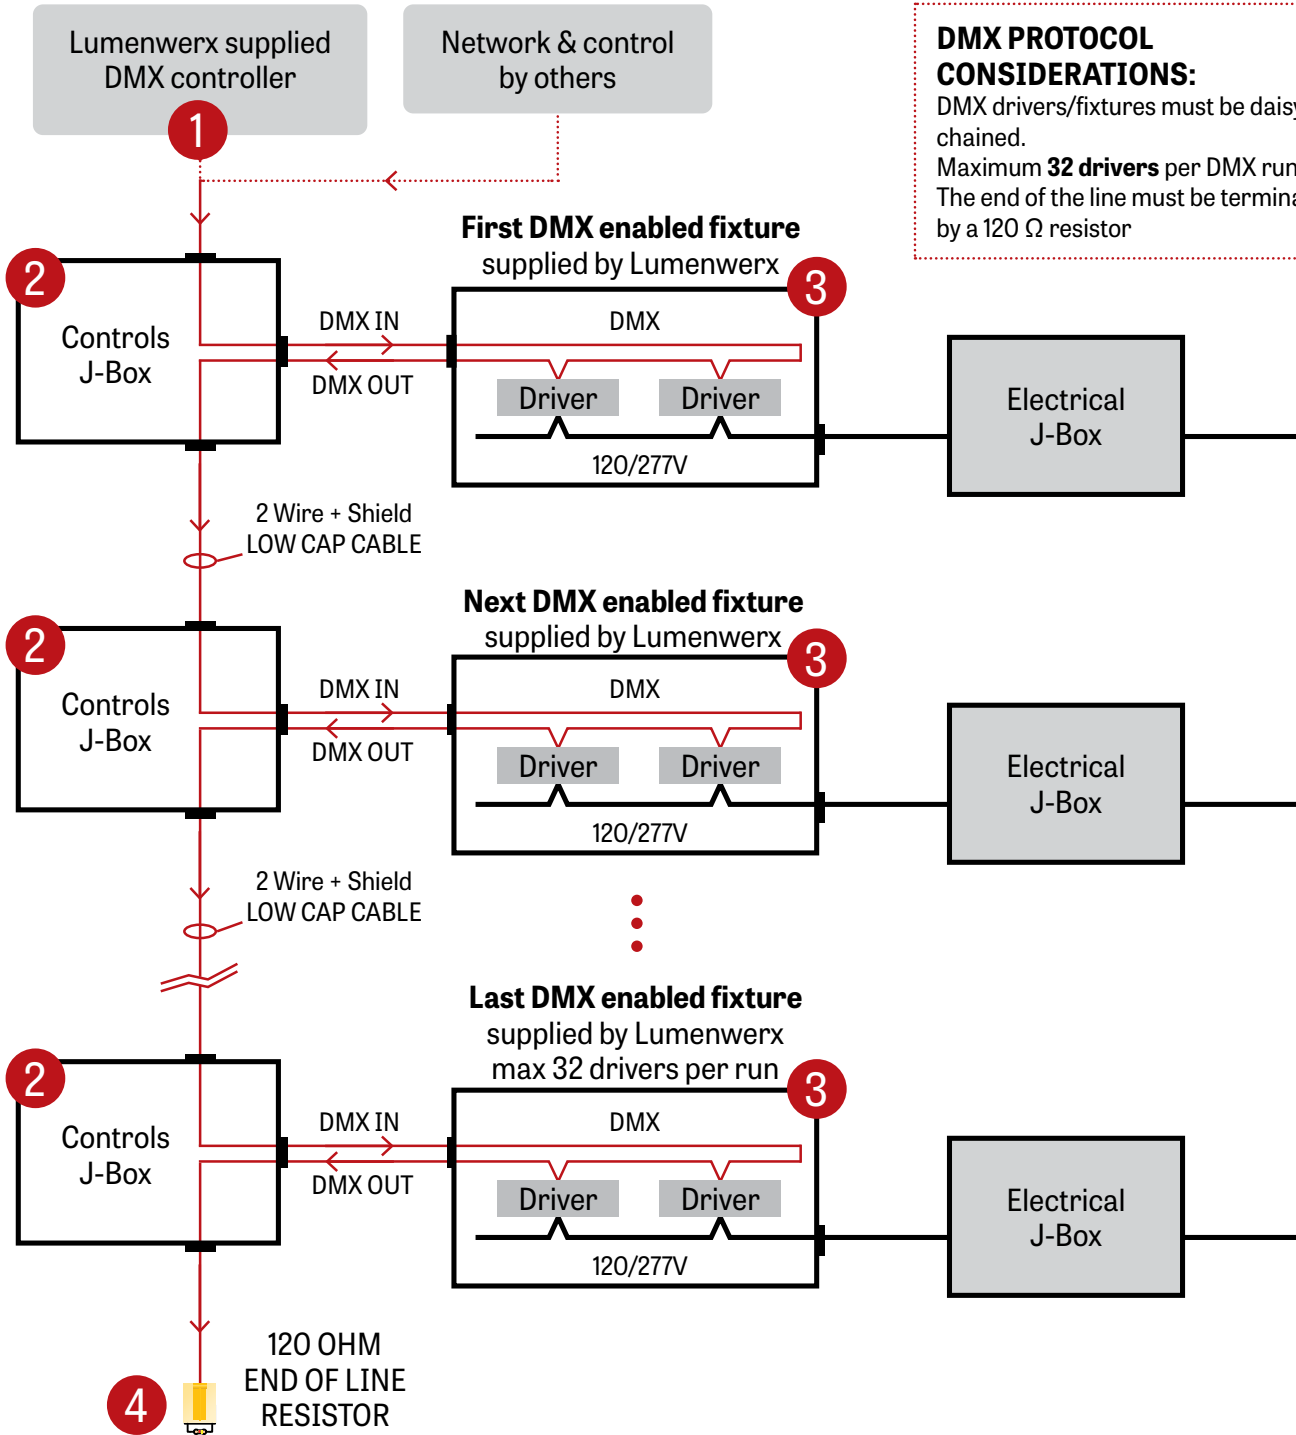 Lumenwerx supplied
DMX controller
1
Network & control
by others
DMX PROTOCOL
CONSIDERATIONS:
DMX drivers/fixtures must be daisy
chained.
Maximum 32 drivers per DMX run
The end of the line must be
by a 120 Ω resistor
First DMX enabled fixture
supplied by Lumenwerx
2
Controls
J-Box
DMX IN
DMX OUT
3
DMX
Driver
Driver
120/277V
Electrical
J-Box
2 Wire + Shield
LOW CAP CABLE
Next DMX enabled fixture
supplied by Lumenwerx
2
Controls
J-Box
DMX IN
DMX OUT
3
DMX
Driver
Driver
120/277V
Electrical
J-Box
2 Wire + Shield
LOW CAP CABLE
Last DMX enabled fixture
supplied by Lumenwerx
max 32 drivers per run
2
Controls
J-Box
DMX IN
DMX OUT
3
DMX
Driver
Driver
120/277V
Electrical
J-Box
4
120 OHM
END OF LINE
RESISTOR